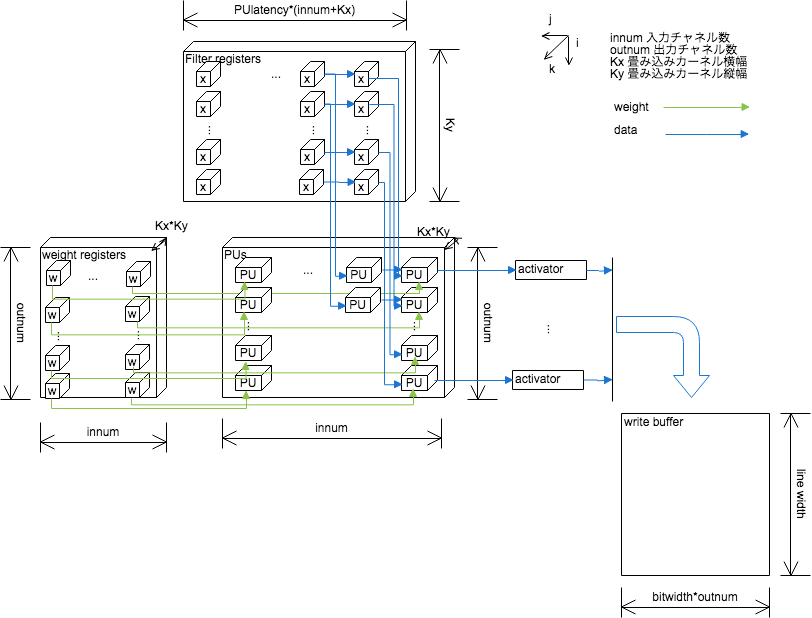 PUlatency*(innum+Kx)
j
i
k
innum 入力チャネル数
outnum 出力チャネル数
Kx 畳み込みカーネル横幅
Ky 畳み込みカーネル縦幅
weight
data
Filter registers
x
...
x
x
x
x
x
...
...
...
x
x
x
x
x
x
Ky
Kx*Ky
weight registers
w
...
w
w
w
...
...
w
w
w
w
outnum
innum
Kx*Ky
PUs
PU
...
PU
PU
PU
PU
PU
...
...
PU
PU
PU
PU
outnum
innum
activator
...
activator
write buffer
line width
bitwidth*outnum